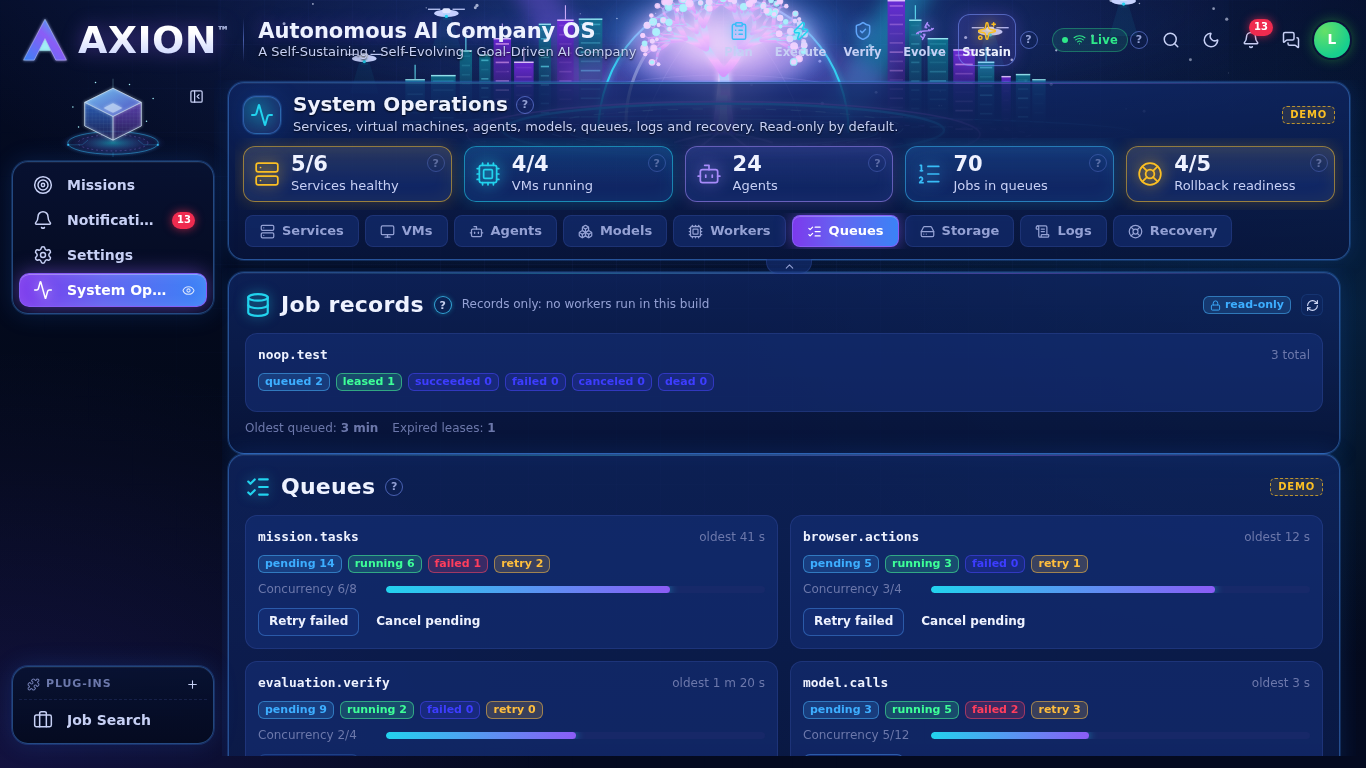 AXION™
Autonomous AI Company OS
A Self-Sustaining · Self-Evolving · Goal-Driven AI Company
Execute
Verify
Evolve
Sustain
?
Live
?
13
L
Missions
Notificati...
13
Settings
System Op...
PLUG-INS
+
Job Search
System Operations ?
Services, virtual machines, agents, models, queues, logs and recovery. Read-only by default.
DEMO
5/6
Services healthy
?
4/4
VMs running
?
24
Agents
?
70
Jobs in queues
?
4/5
Rollback readiness
?
Services
VMs
Agents
Models
Workers
Queues
Storage
Logs
Recovery
Job records ? Records only: no workers run in this build
read-only
noop.test
3 total
queued 2 leased 1 succeeded 0 failed 0 canceled 0 dead 0
Oldest queued: 3 min Expired leases: 1
Queues ?
DEMO
mission.tasks
oldest 41 s
pending 14 running 6 failed 1 retry 2
Concurrency 6/8
Retry failed Cancel pending
browser.actions
oldest 12 s
pending 5 running 3 failed 0 retry 1
Concurrency 3/4
Retry failed Cancel pending
evaluation.verify
oldest 1 m 20 s
pending 9 running 2 failed 0 retry 0
Concurrency 2/4
model.calls
oldest 3 s
pending 3 running 5 failed 2 retry 3
Concurrency 5/12